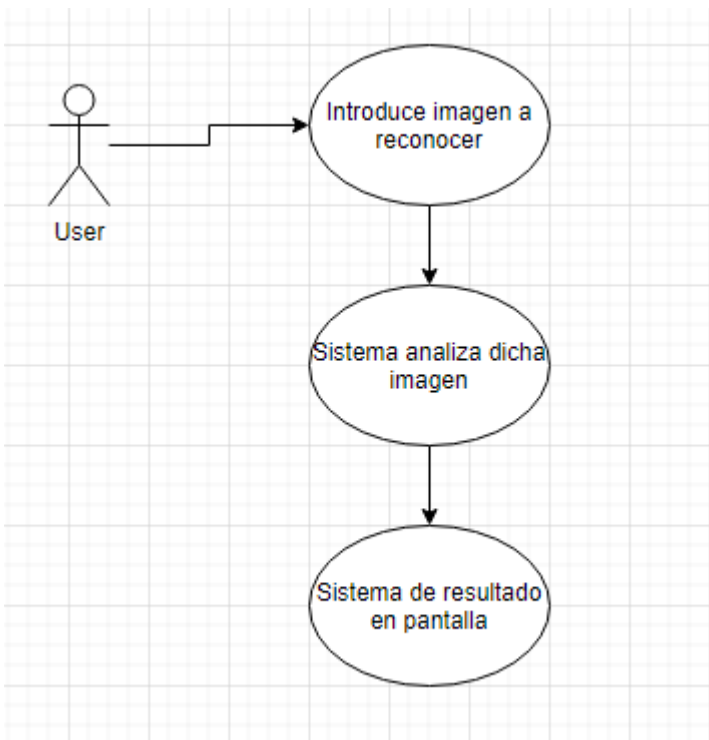 Introduce imagen a
reconocer
User
Sistema analiza dicha
imagen
Sistema de resultado
en pantalla